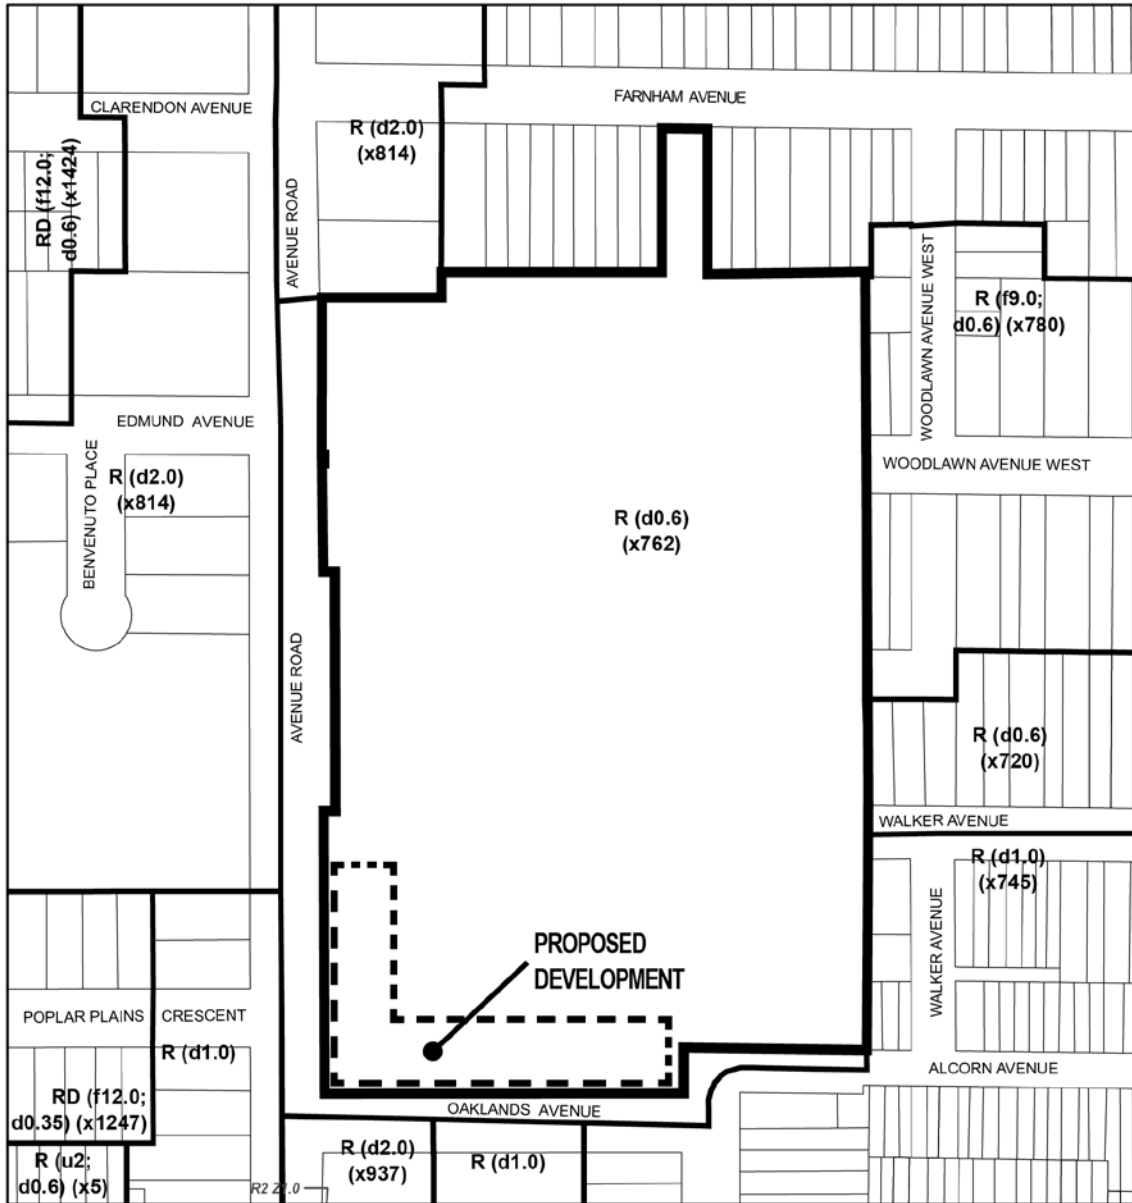 CLARENDON AVENUE
FARNHAM AVENUE
R (d2.0)
(x814)
RD (f12.0;
d0.6) (x1424)
AVENUE ROAD
WOODLAWN AVENUE WEST
R (f9.0;
d0.6) (x780)
EDMUND AVENUE
BENVENUTO PLACE
R (d2.0)
(x814)
WOODLAWN AVENUE WEST
R (d0.6)
(x762)
AVENUE ROAD
R (d0.6)
(x720)
WALKER AVENUE
R (d1.0)
(x745)
WALKER AVENUE
PROPOSED
DEVELOPMENT
POPLAR PLAINS CRESCENT
R (d1.0)
ALCORN AVENUE
RD (f12.0;
d0.35) (x1247)
OAKLANDS AVENUE
R (u2;
d0.6) (x5)
R (d2.0)
(x937)
R (d1.0)